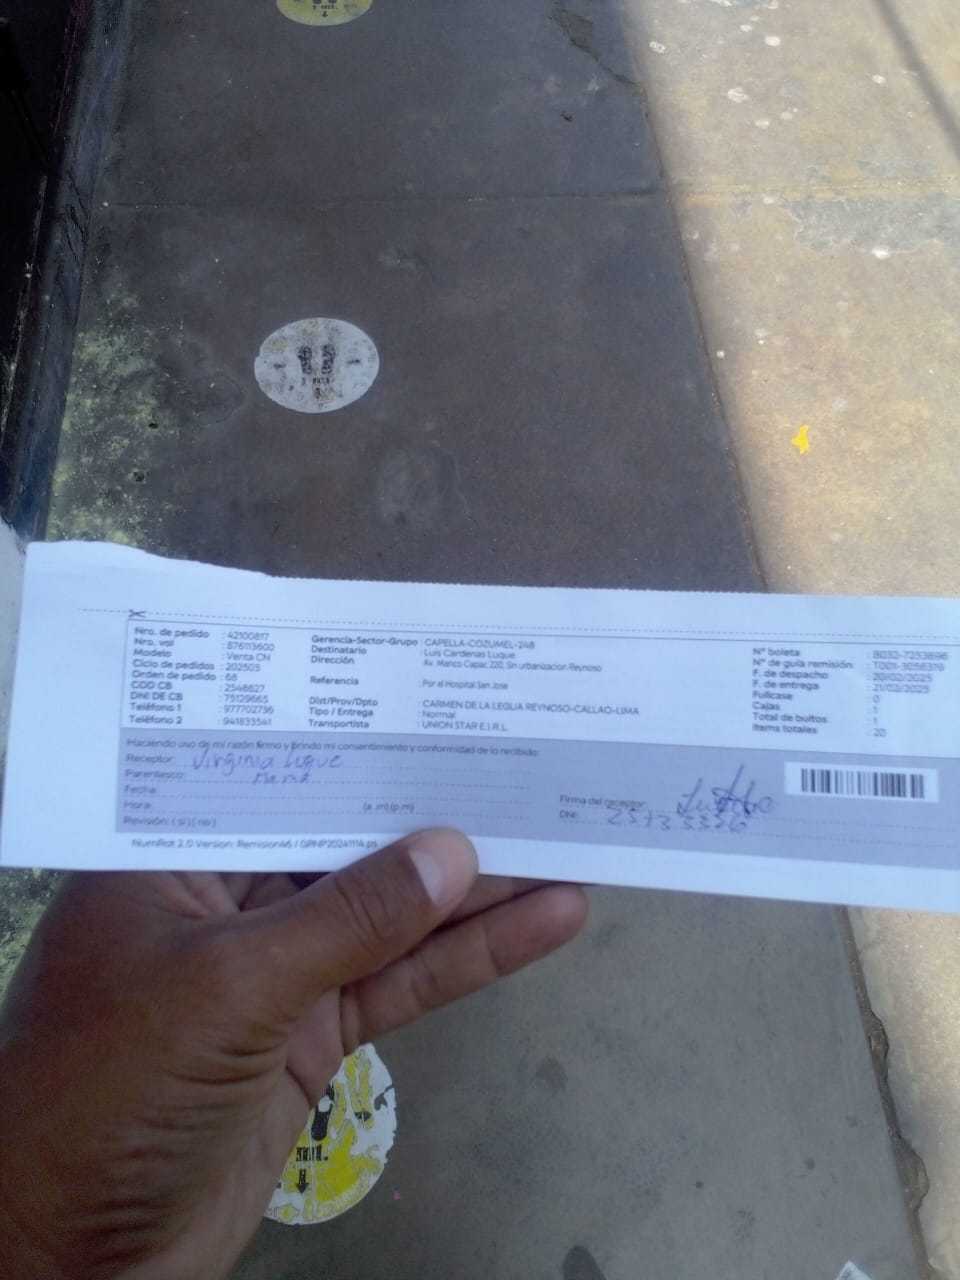 Nro. de pedido : 42100817
Nro. vol : 876113600
Modelo : Venta CN
Ciclo de pedidos : 202503
Orden de pedido : 68
COD CB : 2548827
DNI DE CB : 75129665
Teléfono 1 : 977702796
Teléfono 2 : 941833541
Gerencia-Sector-Grupo : CAPELLA-COZUMEL-248
Destinatario : Luis Cardenas Luque
Dirección : Av. Manco Capac 220, Sin urbanizacion Reynoso
Referencia : Por el Hospital San Jose
Dist/Prov/Dpto : CARMEN DE LA LEGUA REYNOSO-CALLAO-LIMA
Tipo / Entrega : Normal
Transportista : UNION STAR E.I.R.L.
N° boleta : B032-7253696
N° de guía remisión : T001-3056319
F. de despacho : 20/02/2025
F. de entrega : 21/02/2025
Fullcase : 0
Cajas : 1
Total de bultos : 1
Items totales : 20
Haciendo uso de mi razón firmo y brindo mi consentimiento y conformidad de lo recibido:
Receptor: Virginia Luque
Parentesco: Mamá
Fecha:
Hora: (a.m) (p.m)
Revisión: ( si ) ( no )
Firma del receptor:
DNI:
NumRot 2.0 Version: Remision46 / GPNP20241114.ps